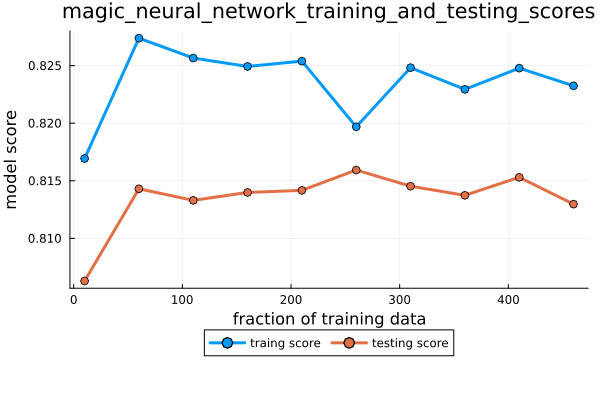 magic_neural_network_training_and_testing_scores
0.825
0.820
0.815
0.810
model score
0 100 200 300 400
fraction of training data
traing score testing score